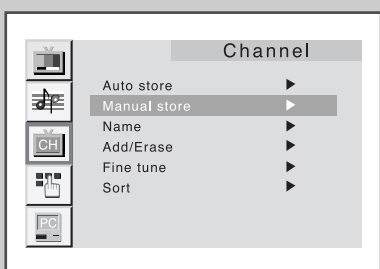 Channel
Auto store
Manual store
Name
Add/Erase
Fine tune
Sort
CH
PC